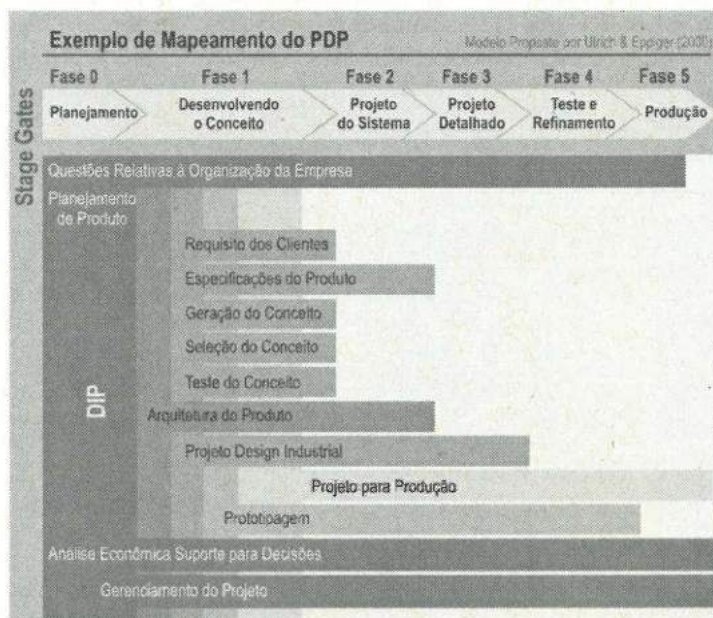 Exemplo de Mapeamento do PDP
Modelo Proposto por Ulrich & Eppiger (2000)
Stage Gates
Fase 0
Fase 1
Fase 2
Fase 3
Fase 4
Fase 5
Planejamento
Desenvolvendo
o Conceito
Projeto
do Sistema
Projeto
Detalhado
Teste e
Refinamento
Produção
Questões Relativas à Organização da Empresa
Planejamento
de Produto
DIP
Requisito dos Clientes
Especificações do Produto
Geração do Conceito
Seleção do Conceito
Teste do Conceito
Arquitetura do Produto
Projeto Design Industrial
Projeto para Produção
Prototipagem
Análise Econômica Suporte para Decisões
Gerenciamento do Projeto